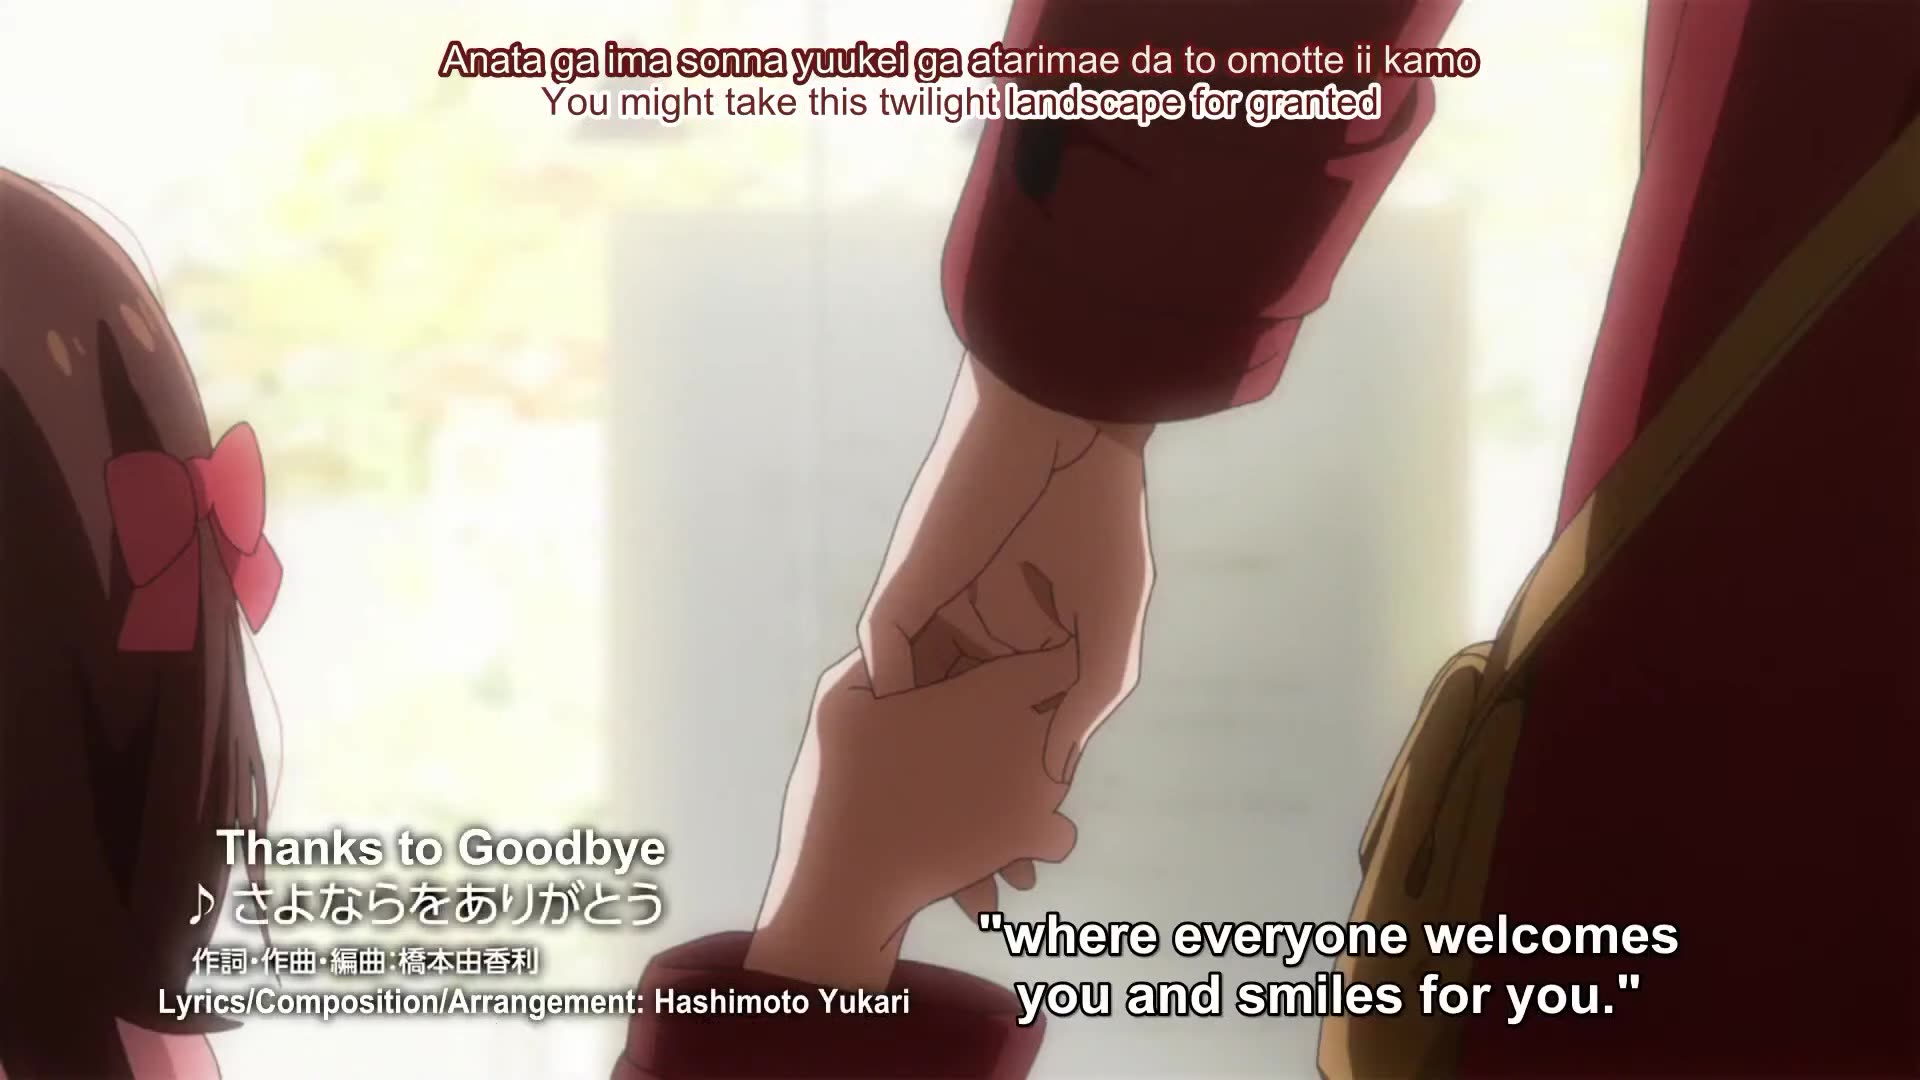 Anata ga ima sonna yuukei ga atarimae da to omotte ii kamo
You might take this twilight landscape for granted
Thanks to Goodbye
♪ さよならをありがとう
作詞・作曲・編曲：橋本由香利
Lyrics/Composition/Arrangement: Hashimoto Yukari
"where everyone welcomes
you and smiles for you."